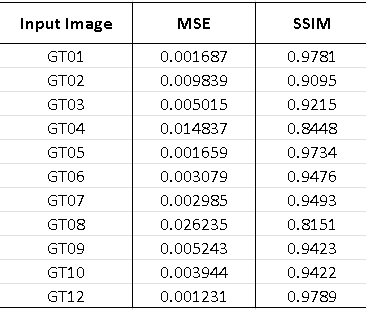 Input Image MSE SSIM
GT01 0.001687 0.9781
GT02 0.009839 0.9095
GT03 0.005015 0.9215
GT04 0.014837 0.8448
GT05 0.001659 0.9734
GT06 0.003079 0.9476
GT07 0.002985 0.9493
GT08 0.026235 0.8151
GT09 0.005243 0.9423
GT10 0.003944 0.9422
GT12 0.001231 0.9789